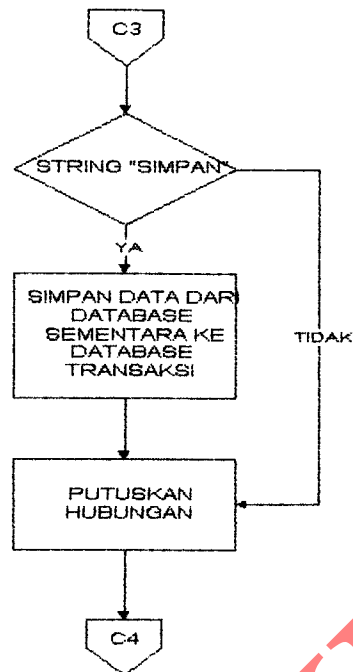 C3
STRING "SIMPAN"
YA
SIMPAN DATA DARI
DATABASE
SEMENTARA KE
DATABASE
TRANSAKSI
TIDAK
PUTUSKAN
HUBUNGAN
C4